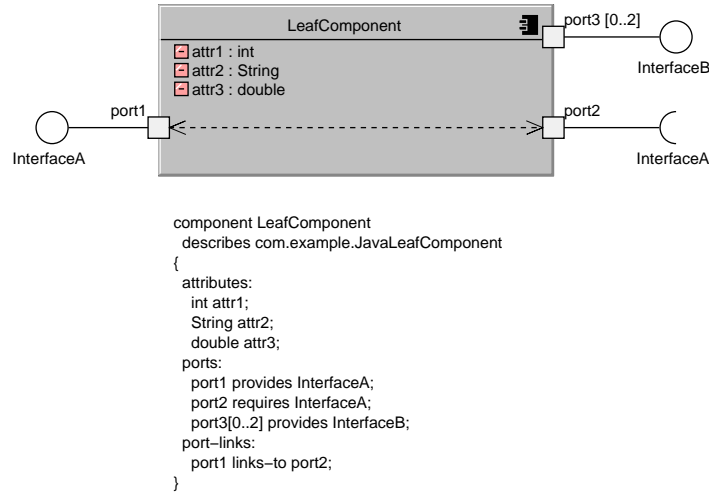 LeafComponent
port3 [0..2]
attr1 : int
attr2 : String
attr3 : double
InterfaceB
port1
port2
InterfaceA
InterfaceA
component LeafComponent
describes com.example.JavaLeafComponent
{
attributes:
int attr1;
String attr2;
double attr3;
ports:
port1 provides InterfaceA;
port2 requires InterfaceA;
port3[0..2] provides InterfaceB;
port−links:
port1 links−to port2;
}